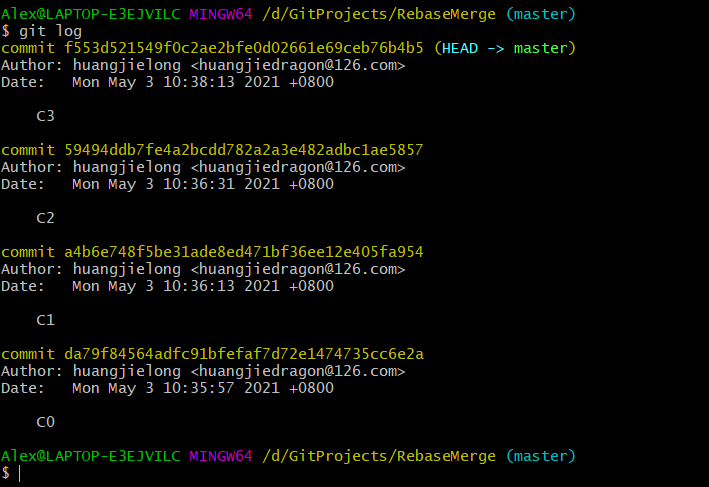 Alex@LAPTOP-E3EJVILC MINGW64 /d/GitProjects/RebaseMerge (master)
$ git log
commit f553d521549f0c2ae2bfe0d02661e69ceb76b4b5 (HEAD -> master)
Author: huangjielong <huangjiedragon@126.com>
Date:   Mon May 3 10:38:13 2021 +0800
    C3
commit 59494ddb7fe4a2bcdd782a2a3e482adbc1ae5857
Author: huangjielong <huangjiedragon@126.com>
Date:   Mon May 3 10:36:31 2021 +0800
    C2
commit a4b6e748f5be31ade8ed471bf36ee12e405fa954
Author: huangjielong <huangjiedragon@126.com>
Date:   Mon May 3 10:36:13 2021 +0800
    C1
commit da79f84564adfc91bfefaf7d72e1474735cc6e2a
Author: huangjielong <huangjiedragon@126.com>
Date:   Mon May 3 10:35:57 2021 +0800
    C0
Alex@LAPTOP-E3EJVILC MINGW64 /d/GitProjects/RebaseMerge (master)
$